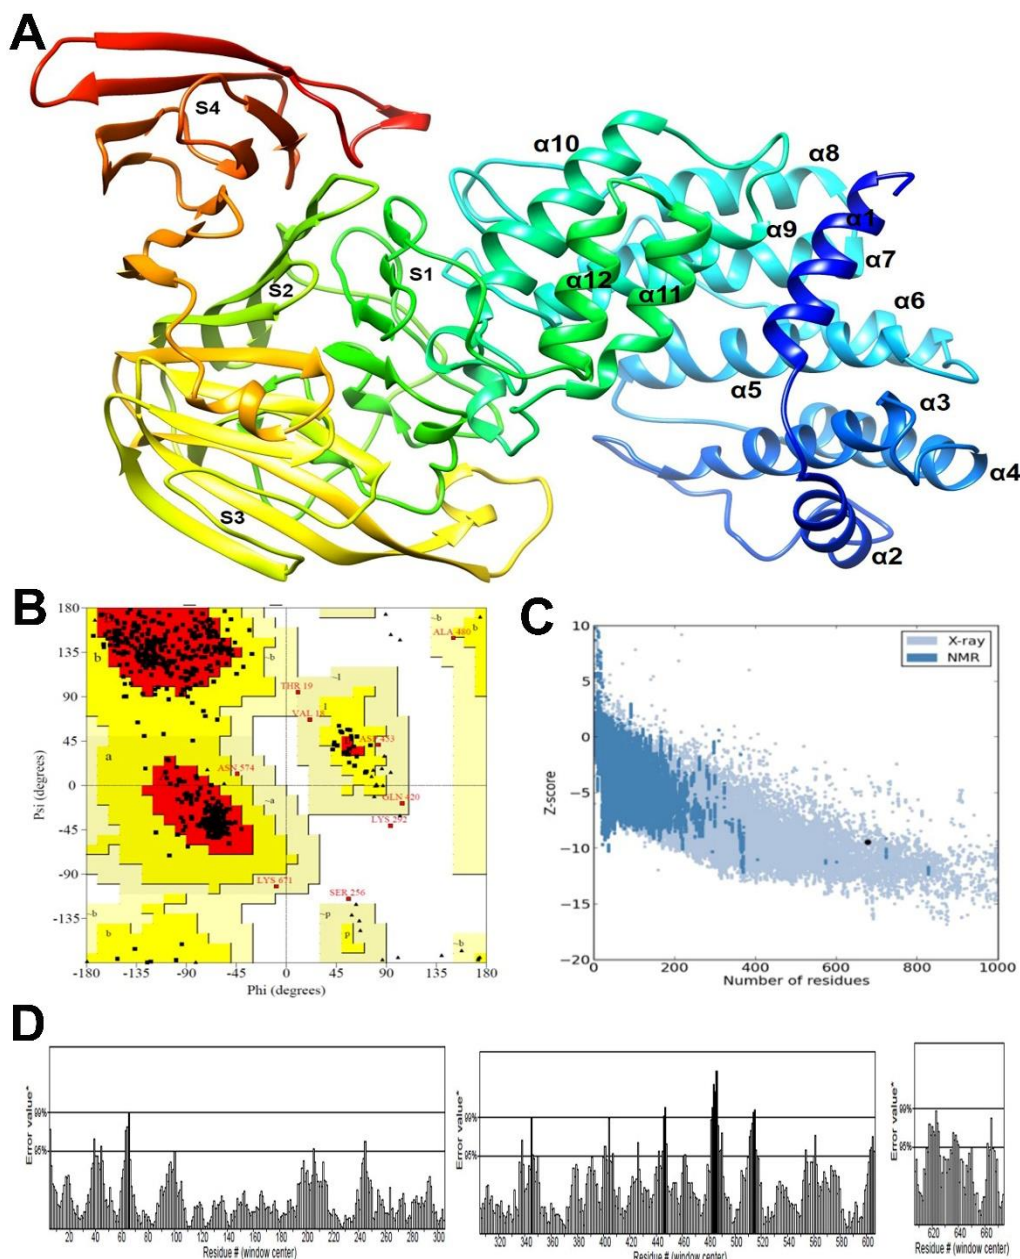 A
S4
α10
α8
α1
α9
α7
S1
S2
α12
α11
α6
α5
α3
α4
S3
α2
B
180
135
90
45
0
-45
-90
-135
-180 -135 -90 -45 0 45 90 135 180
Psi (degrees)
Phi (degrees)
b
~b
b
ALA 480
b
~b
THR 19
~l
VAL 18
l
ASP 453
a
ASN 574
~a
GLN 420
LYS 292
LYS 671
SER 256
~b
~p
b
p
~b
C
10
5
0
-5
-10
-15
-20
0 200 400 600 800 1000
Z-score
Number of residues
X-ray
NMR
D
Error value*
99%
95%
20 40 60 80 100 120 140 160 180 200 220 240 260 280 300
Residue # (window center)
Error value*
99%
95%
320 340 360 380 400 420 440 460 480 500 520 540 560 580 600
Residue # (window center)
Error value*
99%
95%
620 640 660
Residue # (window center)